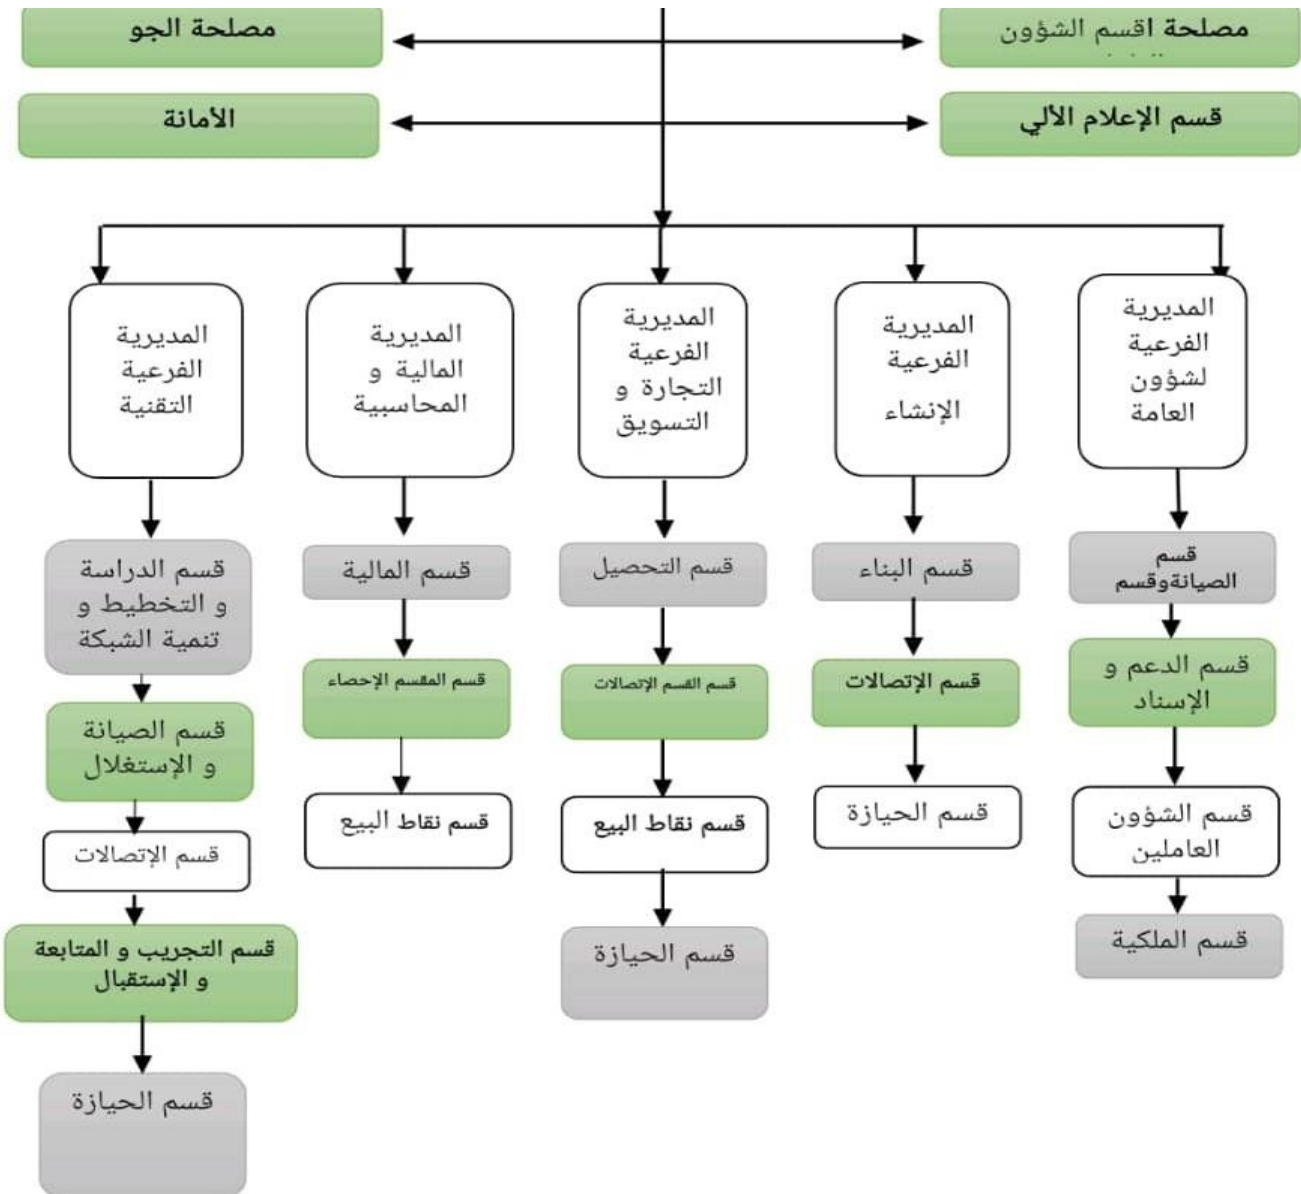 مصلحة اقسم الشؤون
مصلحة الجو
قسم الإعلام الألي
الأمانة
المديرية
الفرعية
لشؤون
العامة
المديرية
الفرعية
الإنشاء
المديرية
الفرعية
التجارة و
التسويق
المديرية
المالية و
المحاسبية
المديرية
الفرعية
التقنية
قسم
الصيانةوقسم
قسم الدعم و
الإسناد
قسم الشؤون
العاملين
قسم الملكية
قسم البناء
قسم الإتصالات
قسم الحيازة
قسم التحصيل
قسم القسم الإتصالات
قسم نقاط البيع
قسم الحيازة
قسم المالية
قسم المقسم الإحصاء
قسم نقاط البيع
قسم الدراسة
و التخطيط و
تنمية الشبكة
قسم الصيانة
و الإستغلال
قسم الإتصالات
قسم التجريب و المتابعة
و الإستقبال
قسم الحيازة